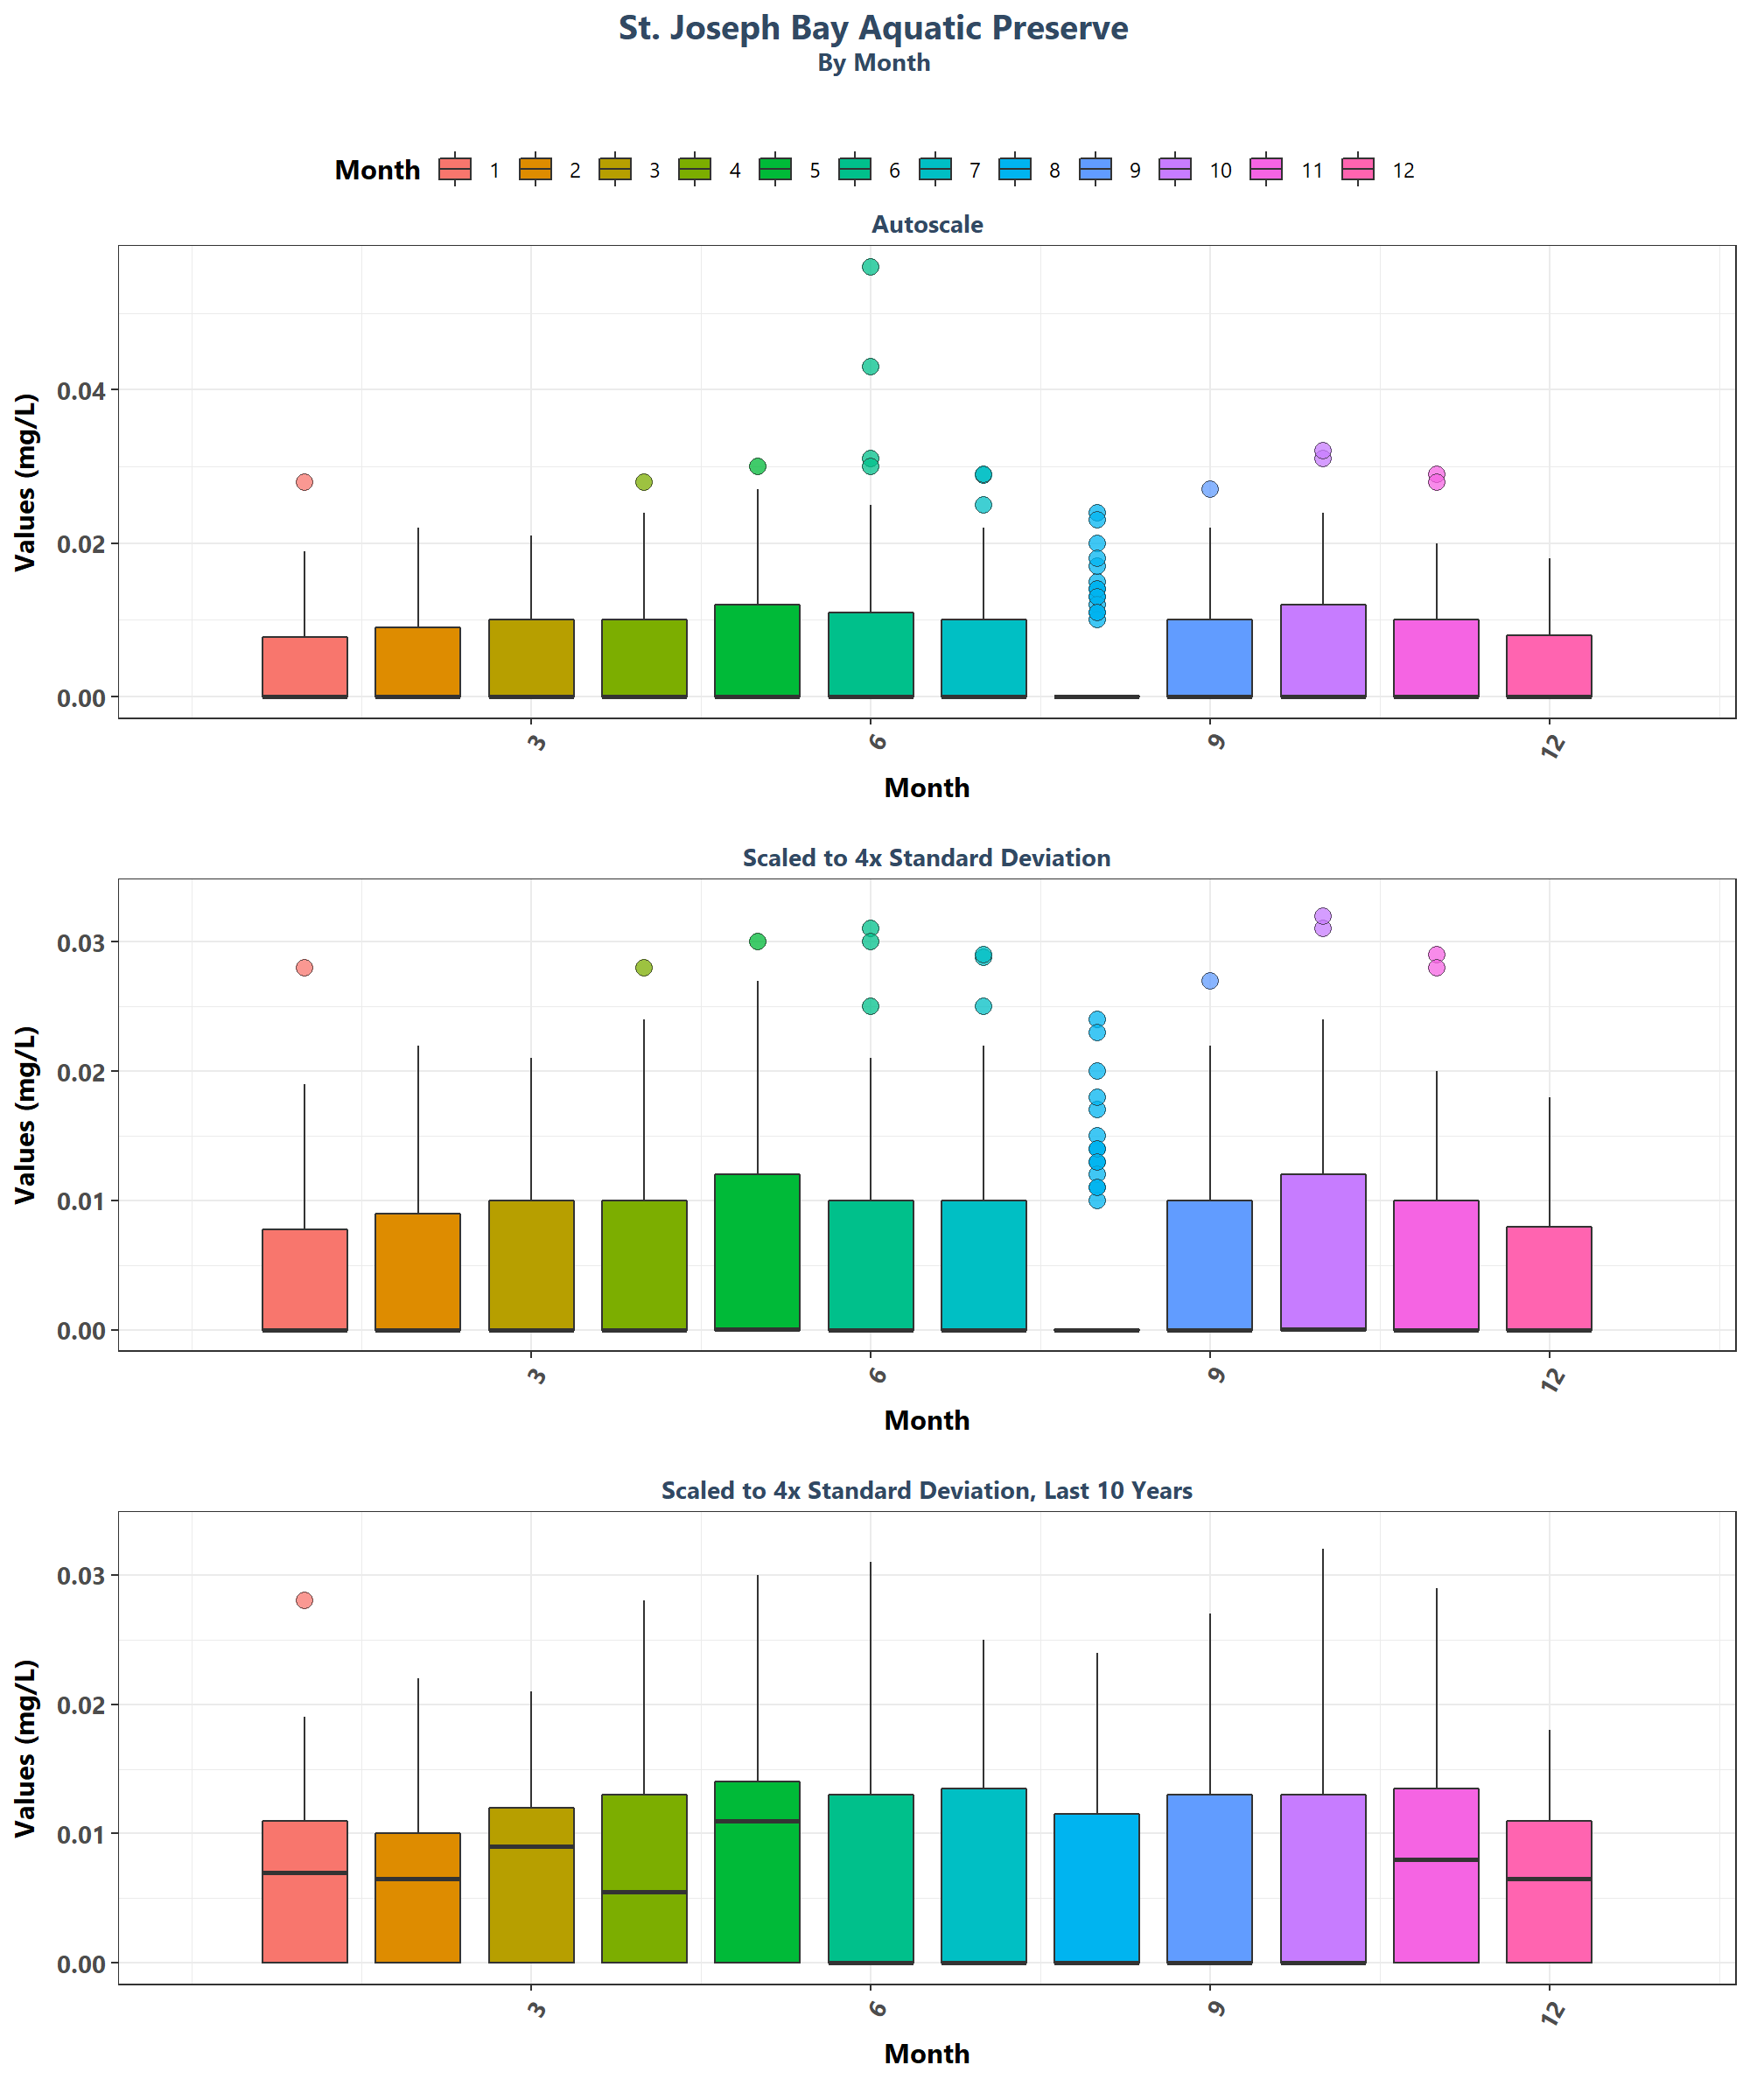 St. Joseph Bay Aquatic Preserve
By Month
Month 1 2 3 4 5 6 7 8 9 10 11 12
Autoscale
Values (mg/L)
0.04
0.02
0.00
3 6 9 12
Month
Scaled to 4x Standard Deviation
Values (mg/L)
0.03
0.02
0.01
0.00
3 6 9 12
Month
Scaled to 4x Standard Deviation, Last 10 Years
Values (mg/L)
0.03
0.02
0.01
0.00
3 6 9 12
Month